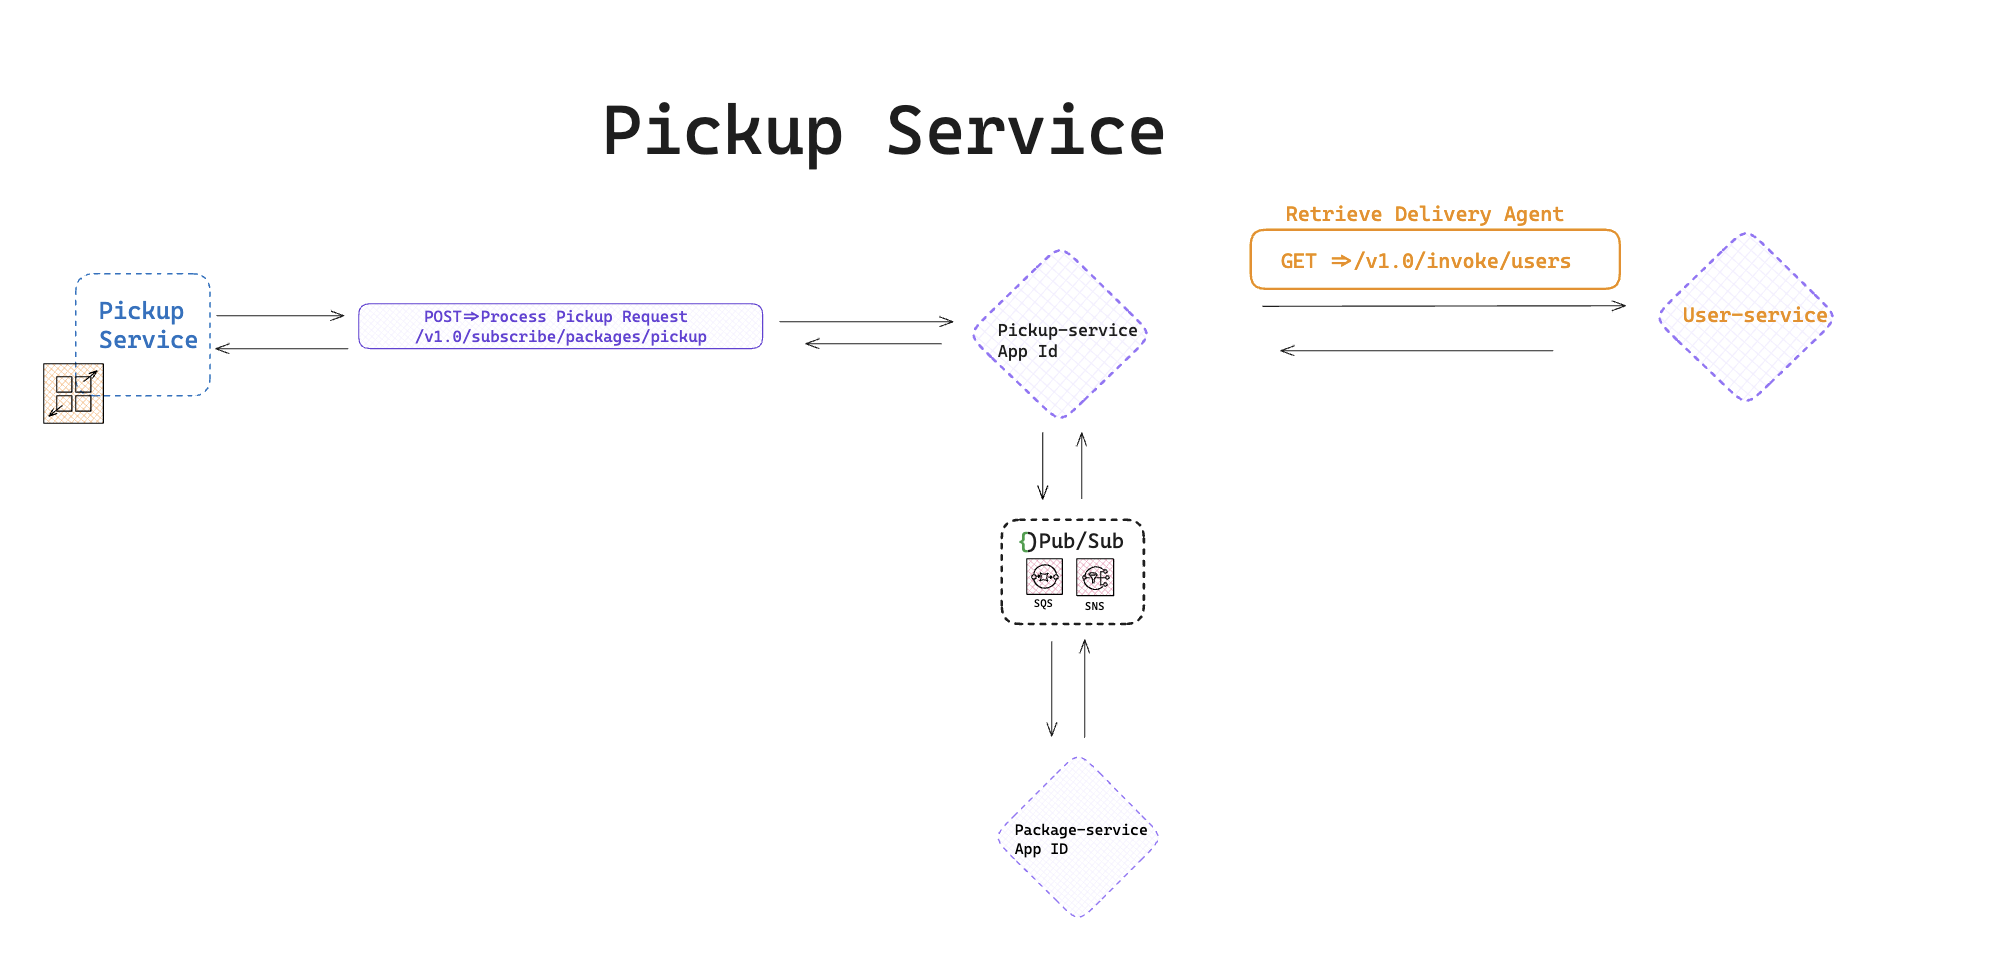 Pickup Service
Retrieve Delivery Agent
GET =>/v1.0/invoke/users
Pickup
Service
POST=>Process Pickup Request
/v1.0/subscribe/packages/pickup
Pickup-service
App Id
User-service
{)Pub/Sub
SQS
SNS
Package-service
App ID